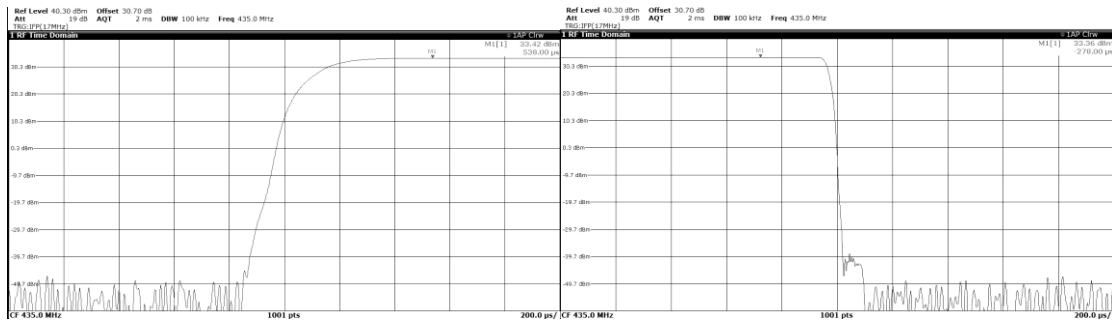 Ref Level 40.30 dBm Offset 30.70 dB
Att 19 dB AQT 2 ms DBW 100 kHz Freq 435.0 MHz
TRG:IFP(17MHz)
1 RF Time Domain
1AP Clrw
M1[1] 33.42 dBm
538.00 µs
M1
30.3 dBm
20.3 dBm
10.3 dBm
0.3 dBm
-9.7 dBm
-19.7 dBm
-29.7 dBm
-39.7 dBm
-49.7 dBm
CF 435.0 MHz 1001 pts 200.0 µs/
Ref Level 40.30 dBm Offset 30.70 dB
Att 19 dB AQT 2 ms DBW 100 kHz Freq 435.0 MHz
TRG:IFP(17MHz)
1 RF Time Domain
1AP Clrw
M1[1] 33.36 dBm
-278.00 µs
M1
30.3 dBm
20.3 dBm
10.3 dBm
0.3 dBm
-9.7 dBm
-19.7 dBm
-29.7 dBm
-39.7 dBm
-49.7 dBm
CF 435.0 MHz 1001 pts 200.0 µs/